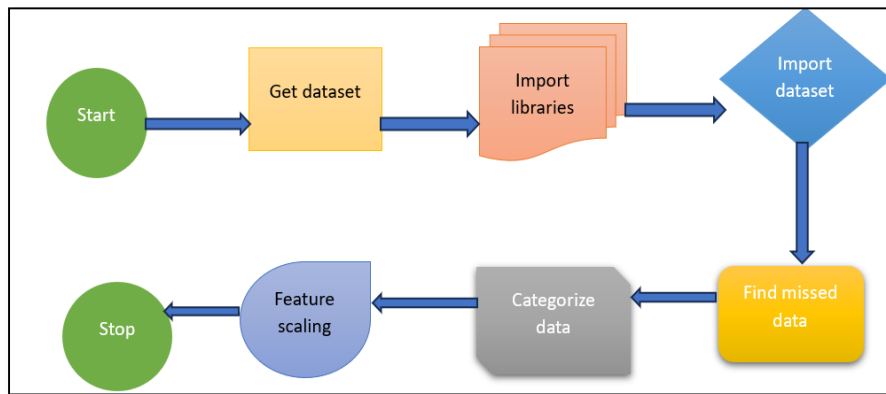 Start
Get dataset
Import
libraries
Import
dataset
Find missed
data
Categorize
data
Feature
scaling
Stop